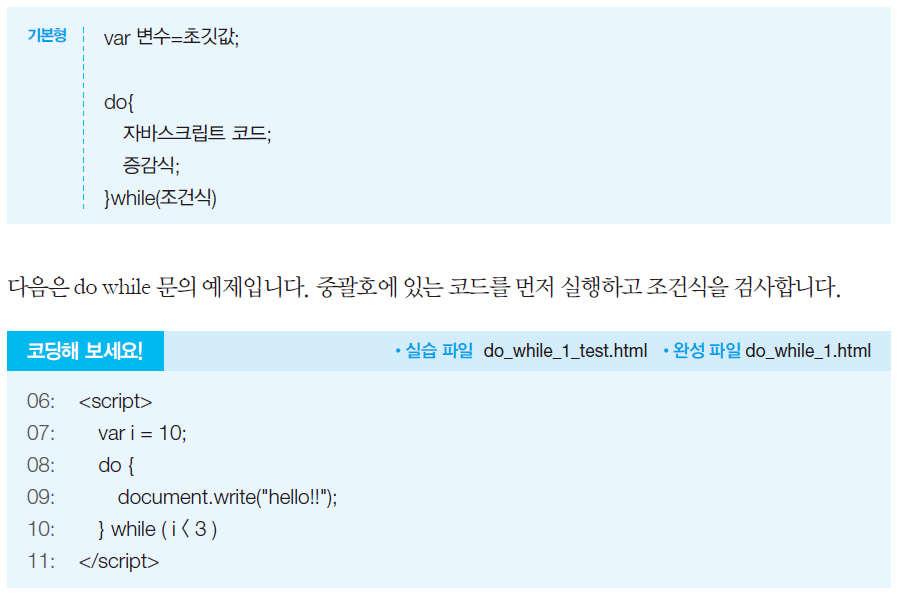 기본형
var 변수=초깃값;
do{
자바스크립트 코드;
증감식;
}while(조건식)
다음은 do while 문의 예제입니다. 중괄호에 있는 코드를 먼저 실행하고 조건식을 검사합니다.
코딩해 보세요! • 실습 파일 do_while_1_test.html • 완성 파일 do_while_1.html
06: <script>
07: var i = 10;
08: do {
09: document.write("hello!!");
10: } while ( i < 3 )
11: </script>